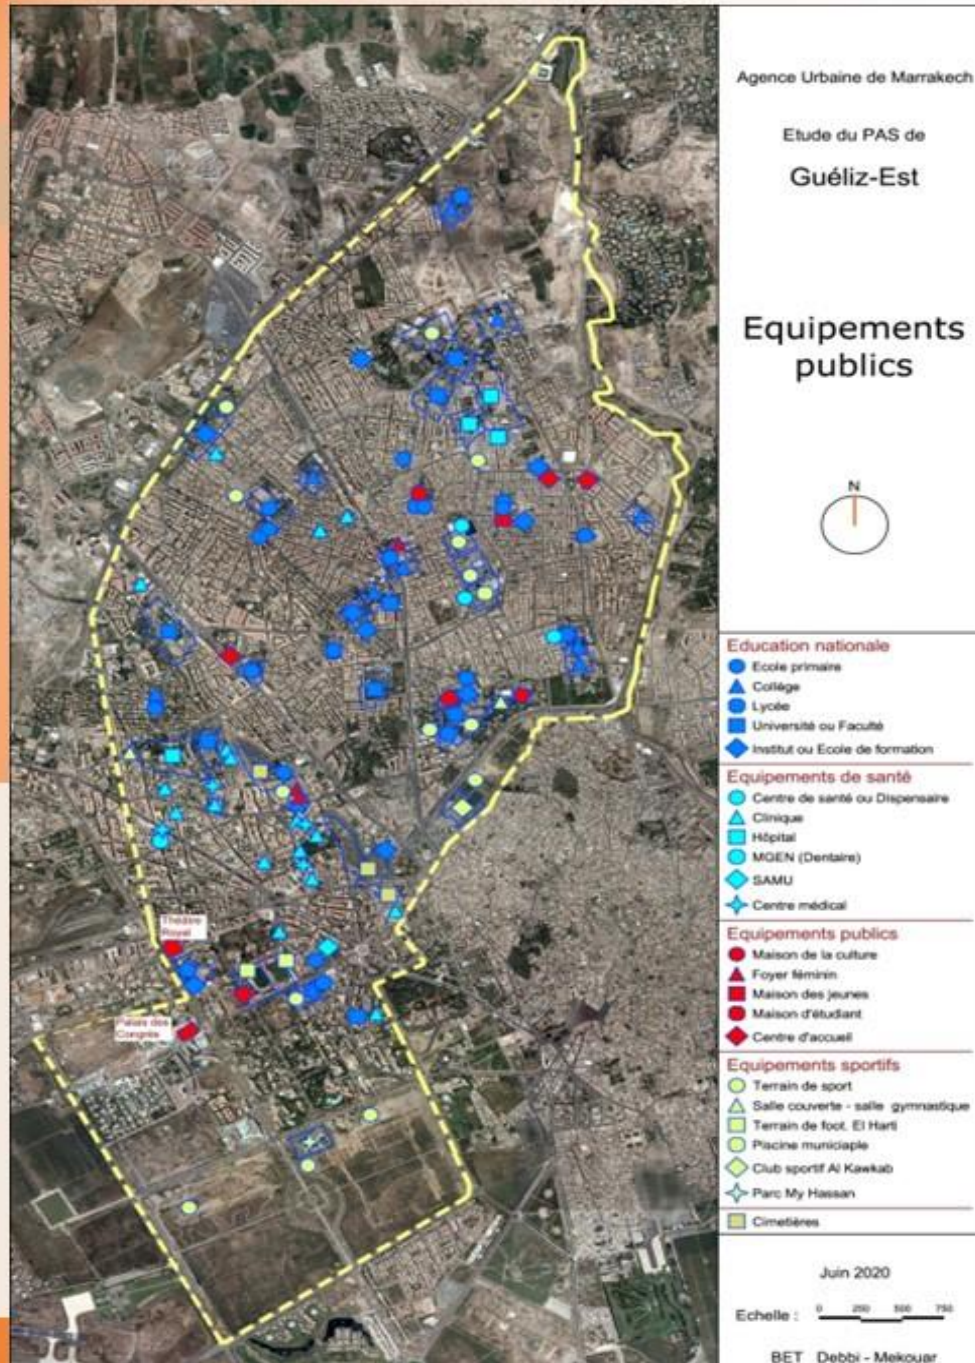 Agence Urbaine de Marrakech
Etude du PAS de
Guéliz-Est
Equipements
publics
N
Education nationale
Ecole primaire
Collège
Lycée
Université ou Faculté
Institut ou Ecole de formation
Equipements de santé
Centre de santé ou Dispensaire
Clinique
Hôpital
MGEN (Dentaire)
SAMU
Centre médical
Equipements publics
Maison de la culture
Foyer féminin
Maison des jeunes
Maison d'étudiant
Centre d'accueil
Equipements sportifs
Terrain de sport
Salle couverte - salle gymnastique
Terrain de foot. El Harti
Piscine municiaple
Club sportif Al Kawkab
Parc My Hassan
Cimetières
Juin 2020
Echelle : 0 250 500 750
BET Debbi - Mekouar
Théâtre
Royal
Palais des
Congrès